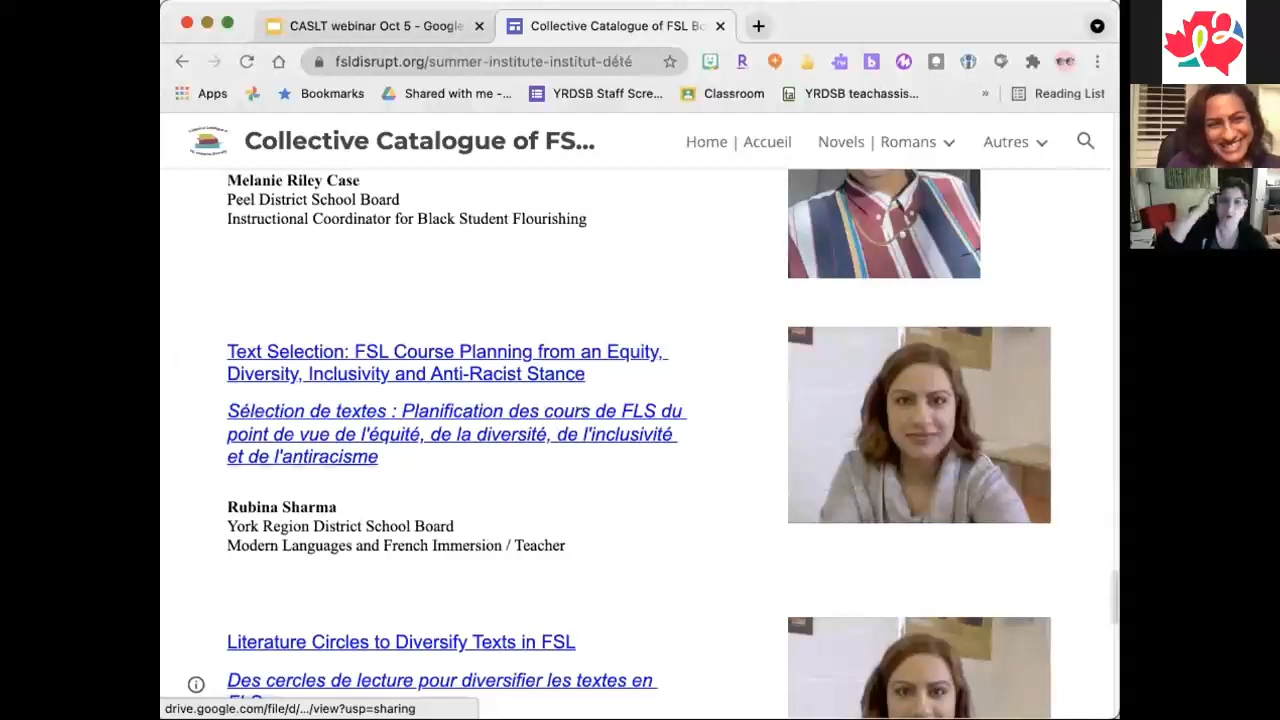 CASLT webinar Oct 5 - Google
Collective Catalogue of FSL Bo
fsldisrupt.org/summer-institute-institut-dété
Apps
Bookmarks
Shared with me -...
YRDSB Staff Scre...
Classroom
YRDSB teachassis...
»
Reading List
Collective Catalogue of FS...
Home | Accueil
Novels | Romans
Autres
Melanie Riley Case
Peel District School Board
Instructional Coordinator for Black Student Flourishing
Text Selection: FSL Course Planning from an Equity,
Diversity, Inclusivity and Anti-Racist Stance
Sélection de textes : Planification des cours de FLS du
point de vue de l'équité, de la diversité, de l'inclusivité
et de l'antiracisme
Rubina Sharma
York Region District School Board
Modern Languages and French Immersion / Teacher
Literature Circles to Diversify Texts in FSL
Des cercles de lecture pour diversifier les textes en
drive.google.com/file/d/.../view?usp=sharing